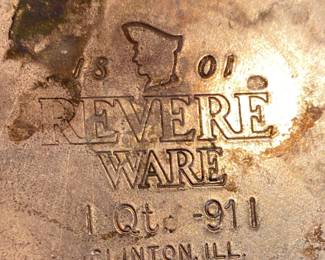 18 01
REVERE
WARE
1 Qt. -911
CLINTON, ILL.